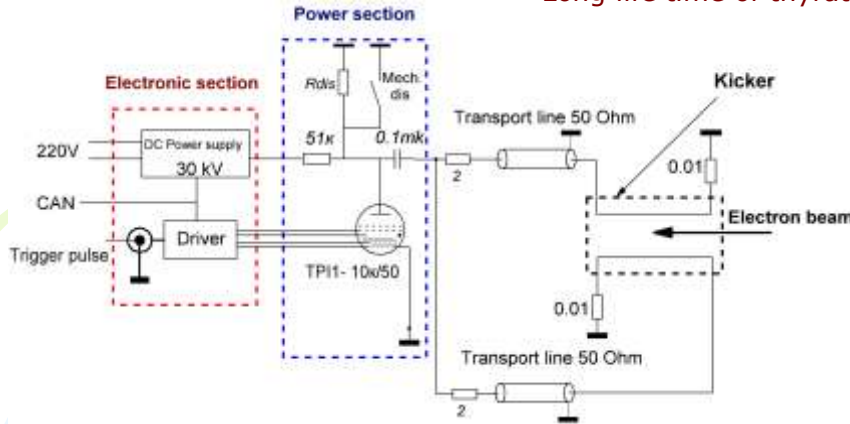 Power section
Electronic section
Rdis
Mech.
dis
Kicker
Transport line 50 Ohm
220V
DC Power supply
30 kV
51к
0.1mk
2
0.01
CAN
Electron beam
Driver
Trigger pulse
TPI1- 10к/50
0.01
Transport line 50 Ohm
2